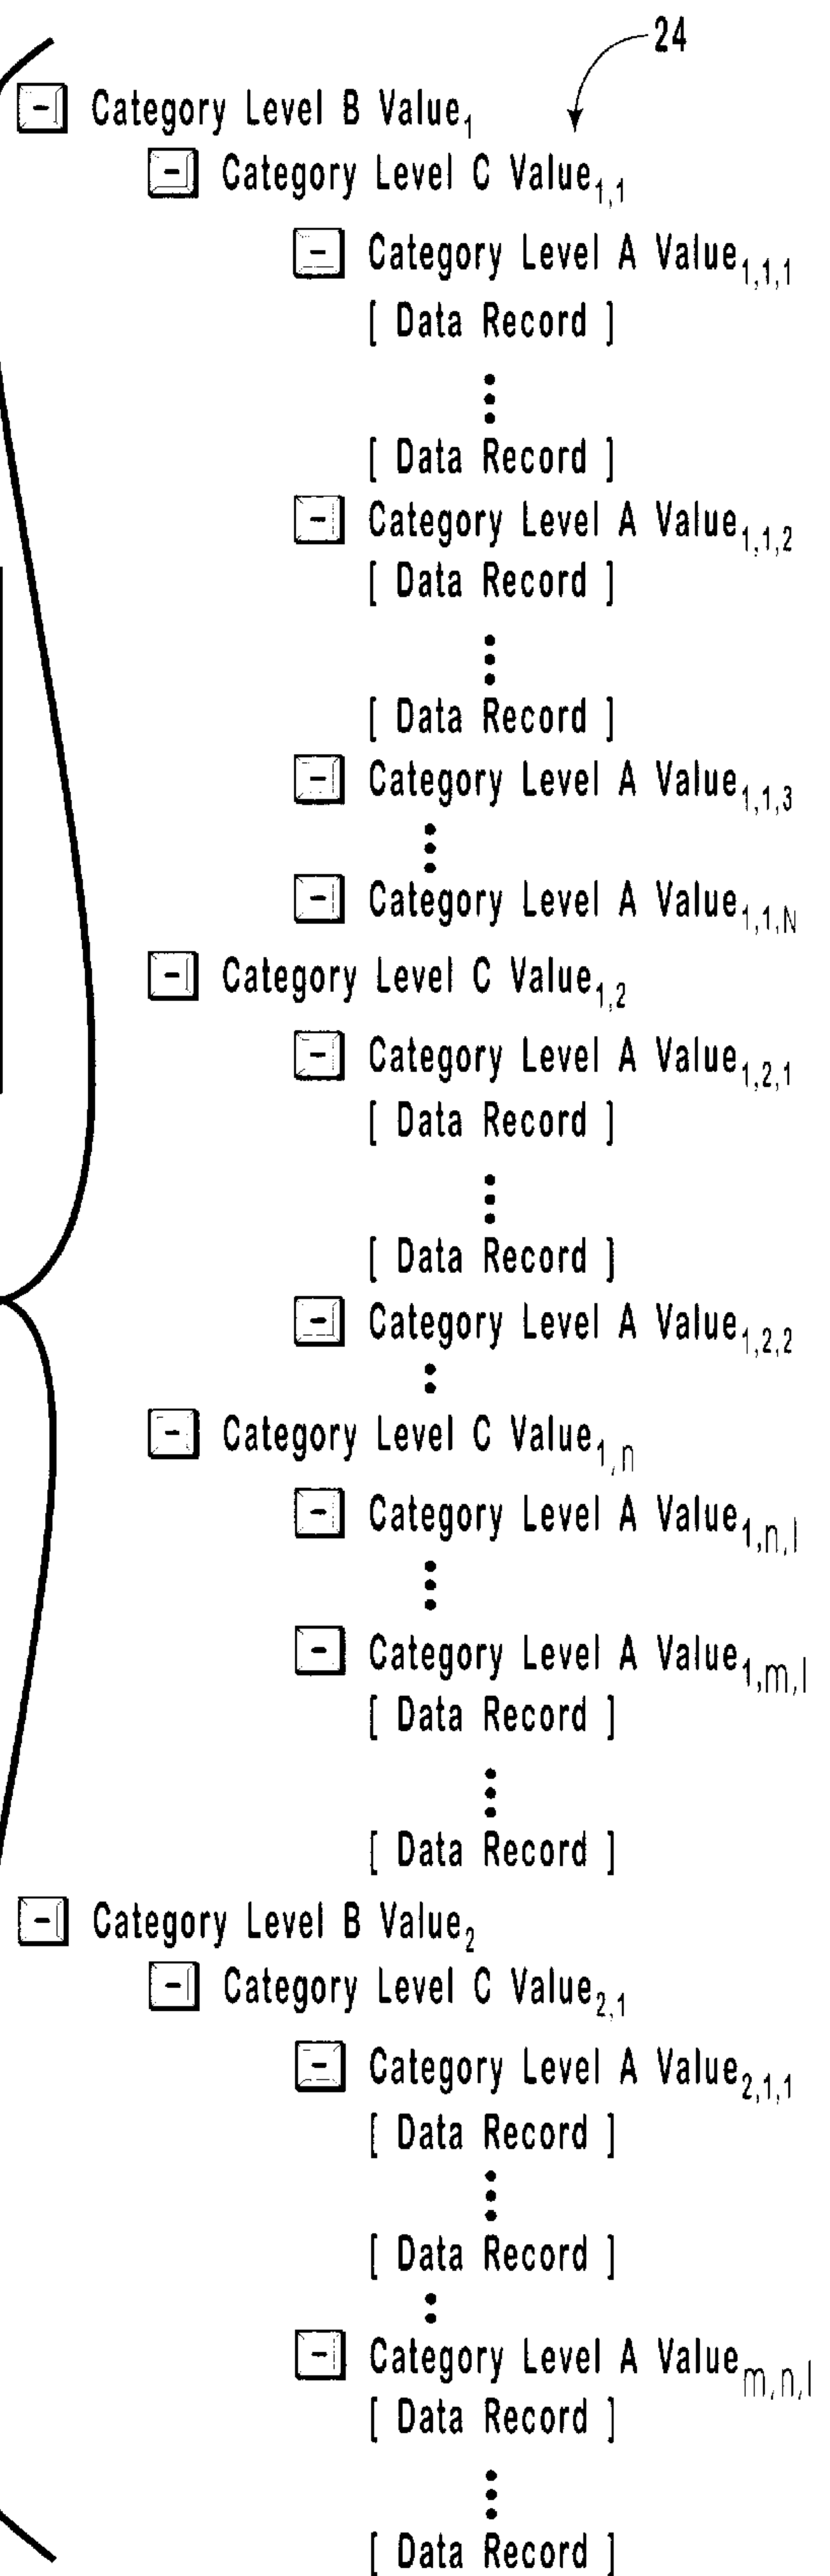 24
[-] Category Level B Value1
[-] Category Level C Value1,1
[-] Category Level A Value1,1,1
[ Data Record ]
[ Data Record ]
[-] Category Level A Value1,1,2
[ Data Record ]
[ Data Record ]
[-] Category Level A Value1,1,3
[-] Category Level A Value1,1,N
[-] Category Level C Value1,2
[-] Category Level A Value1,2,1
[ Data Record ]
[ Data Record ]
[-] Category Level A Value1,2,2
[-] Category Level C Value1,n
[-] Category Level A Value1,n,l
[-] Category Level A Value1,m,l
[ Data Record ]
[ Data Record ]
[-] Category Level B Value2
[-] Category Level C Value2,1
[-] Category Level A Value2,1,1
[ Data Record ]
[ Data Record ]
[-] Category Level A Valuem,n,l
[ Data Record ]
[ Data Record ]